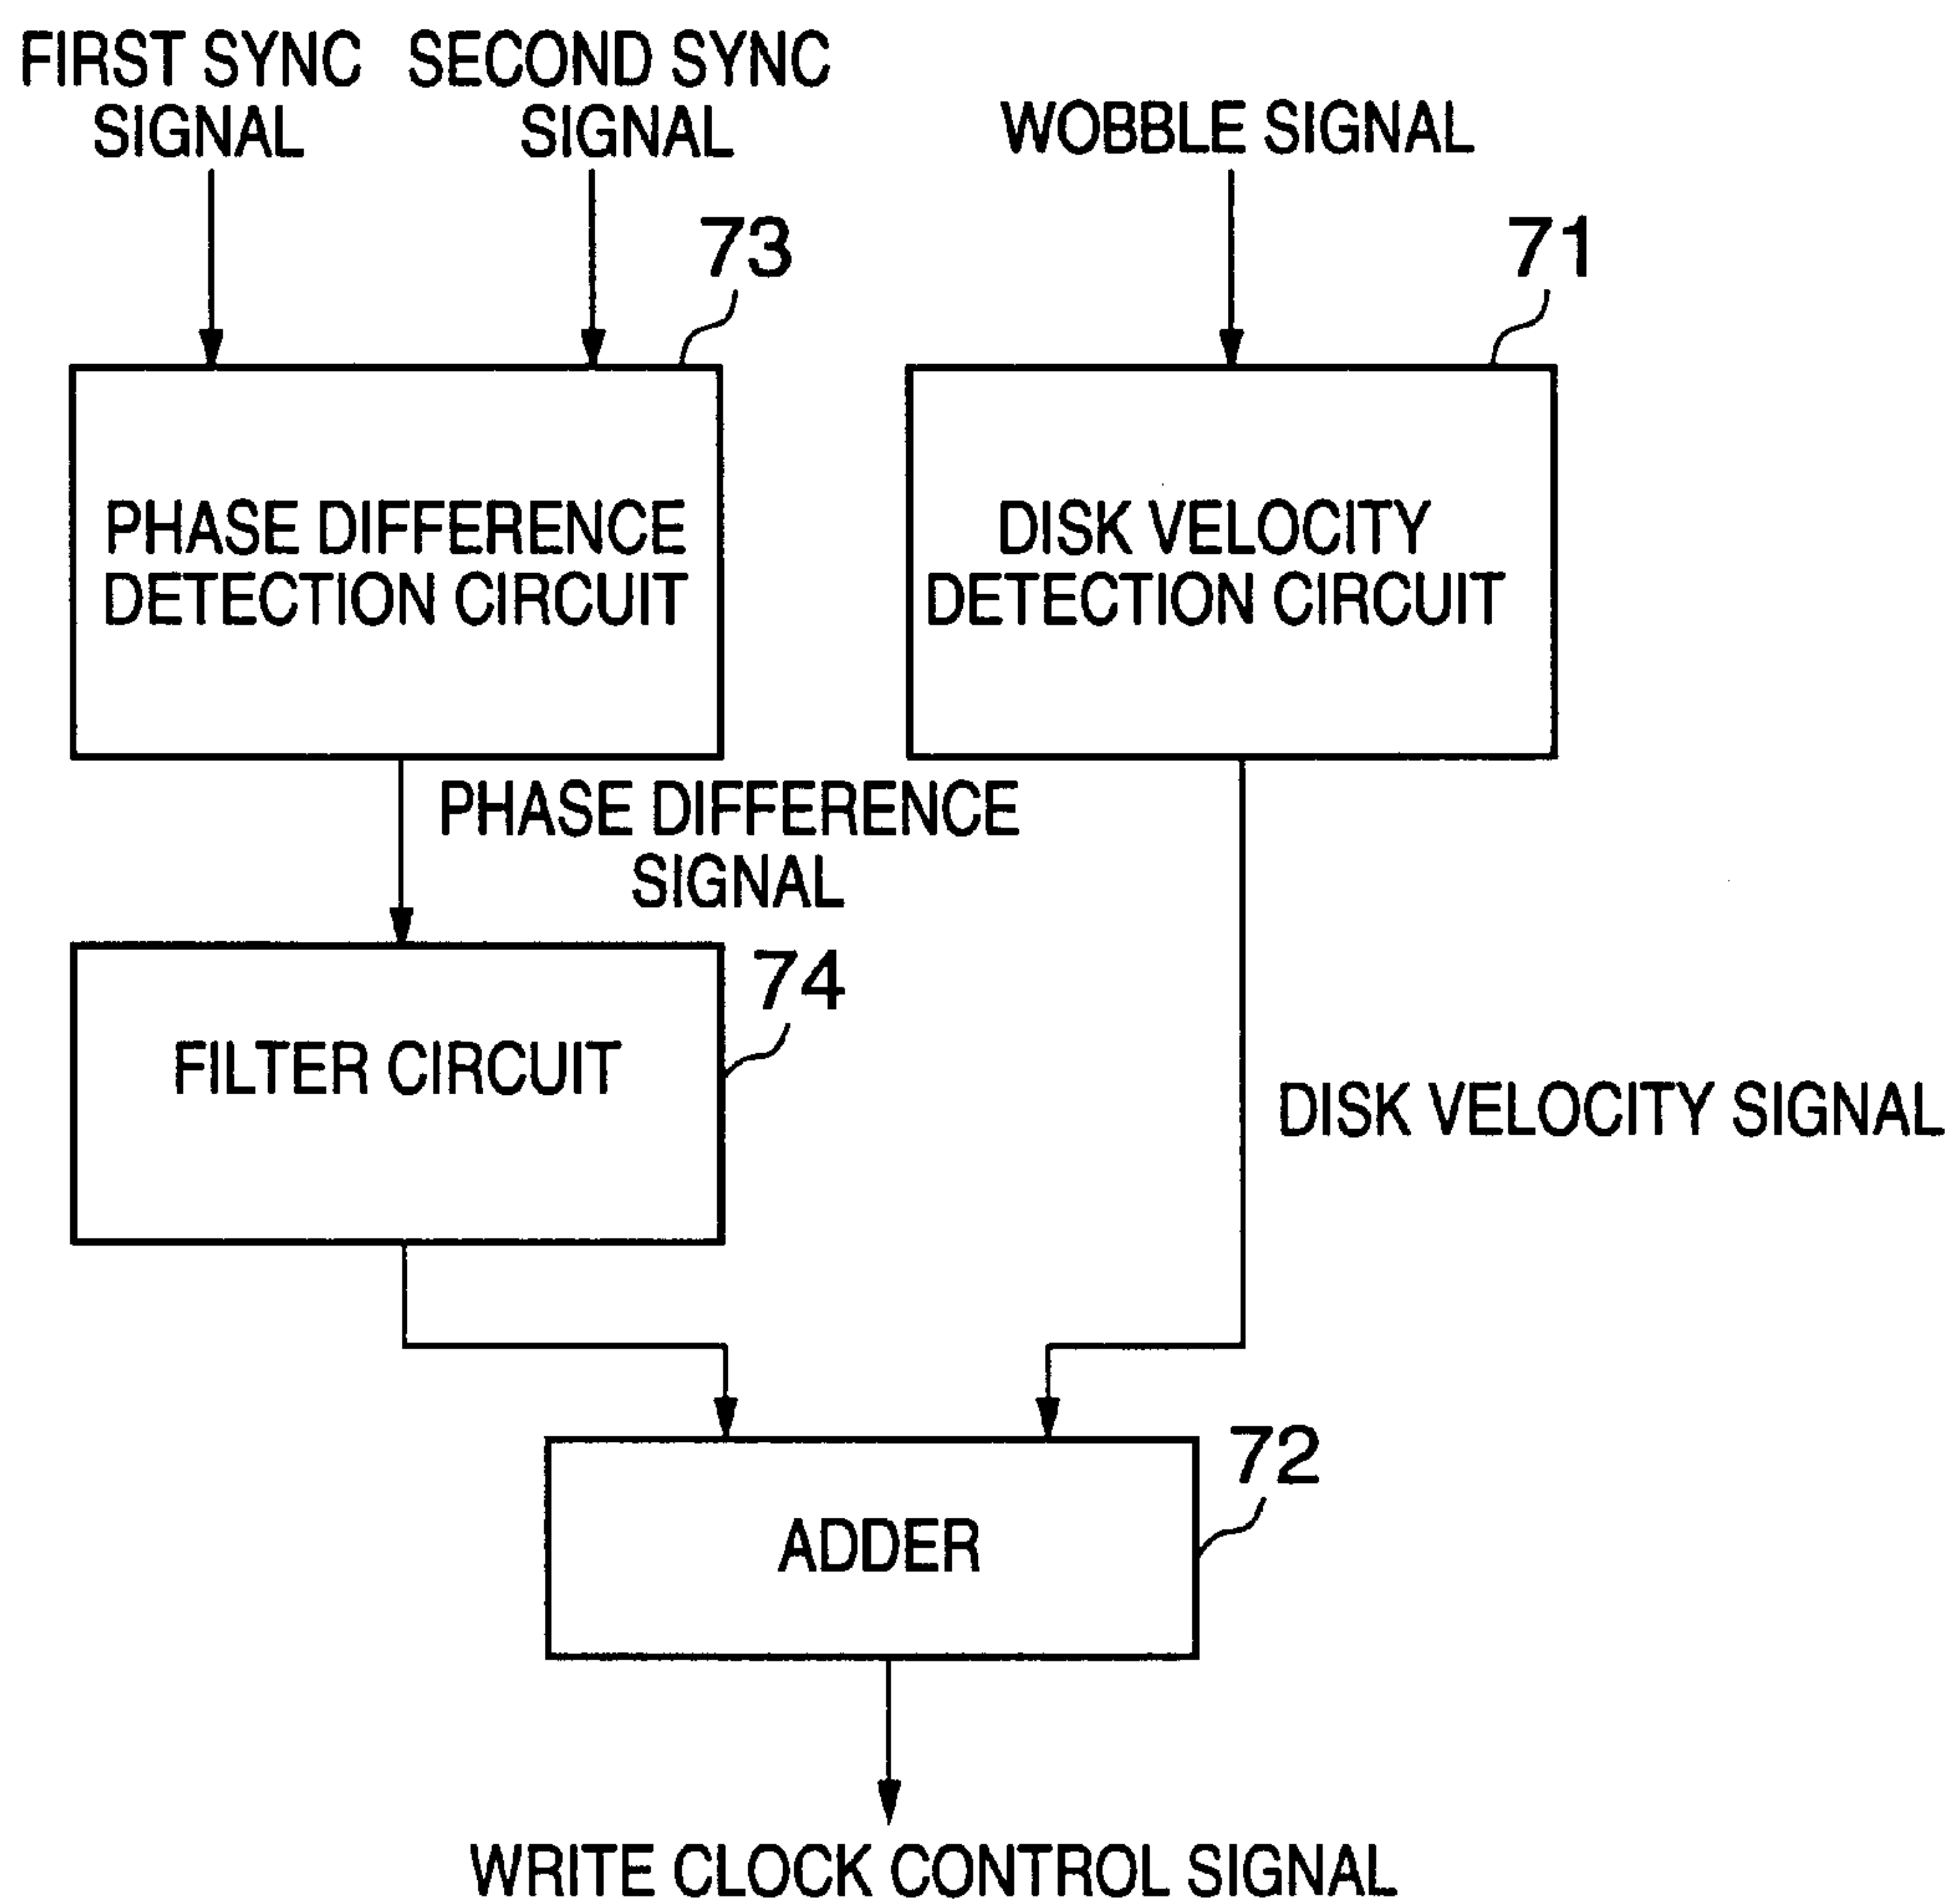 FIRST SYNC
SIGNAL
SECOND SYNC
SIGNAL
WOBBLE SIGNAL
73
71
PHASE DIFFERENCE
DETECTION CIRCUIT
DISK VELOCITY
DETECTION CIRCUIT
PHASE DIFFERENCE
SIGNAL
74
FILTER CIRCUIT
DISK VELOCITY SIGNAL
72
ADDER
WRITE CLOCK CONTROL SIGNAL